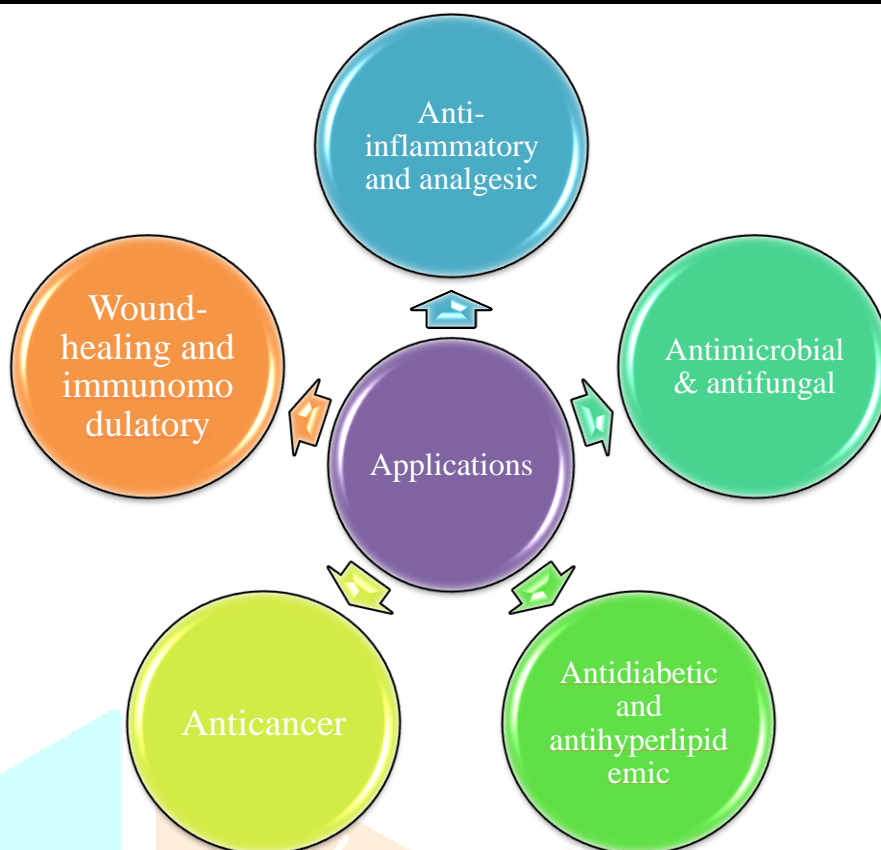 Anti-
inflammatory
and analgesic
Wound-
healing and
immunomo
dulatory
Antimicrobial
& antifungal
Applications
Antidiabetic
and
antihyperlipid
emic
Anticancer